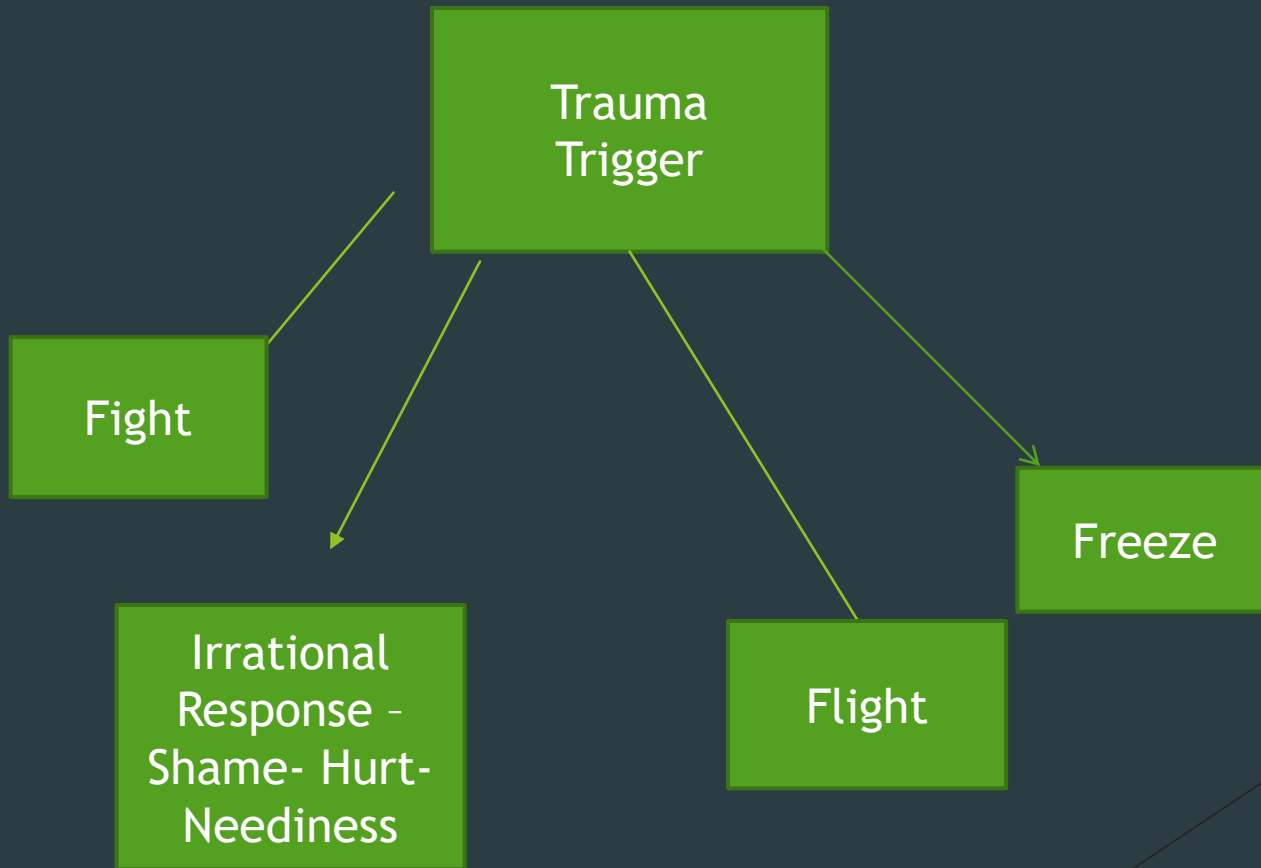 Trauma
Trigger
Fight
Freeze
Irrational
Response –
Shame- Hurt-
Neediness
Flight